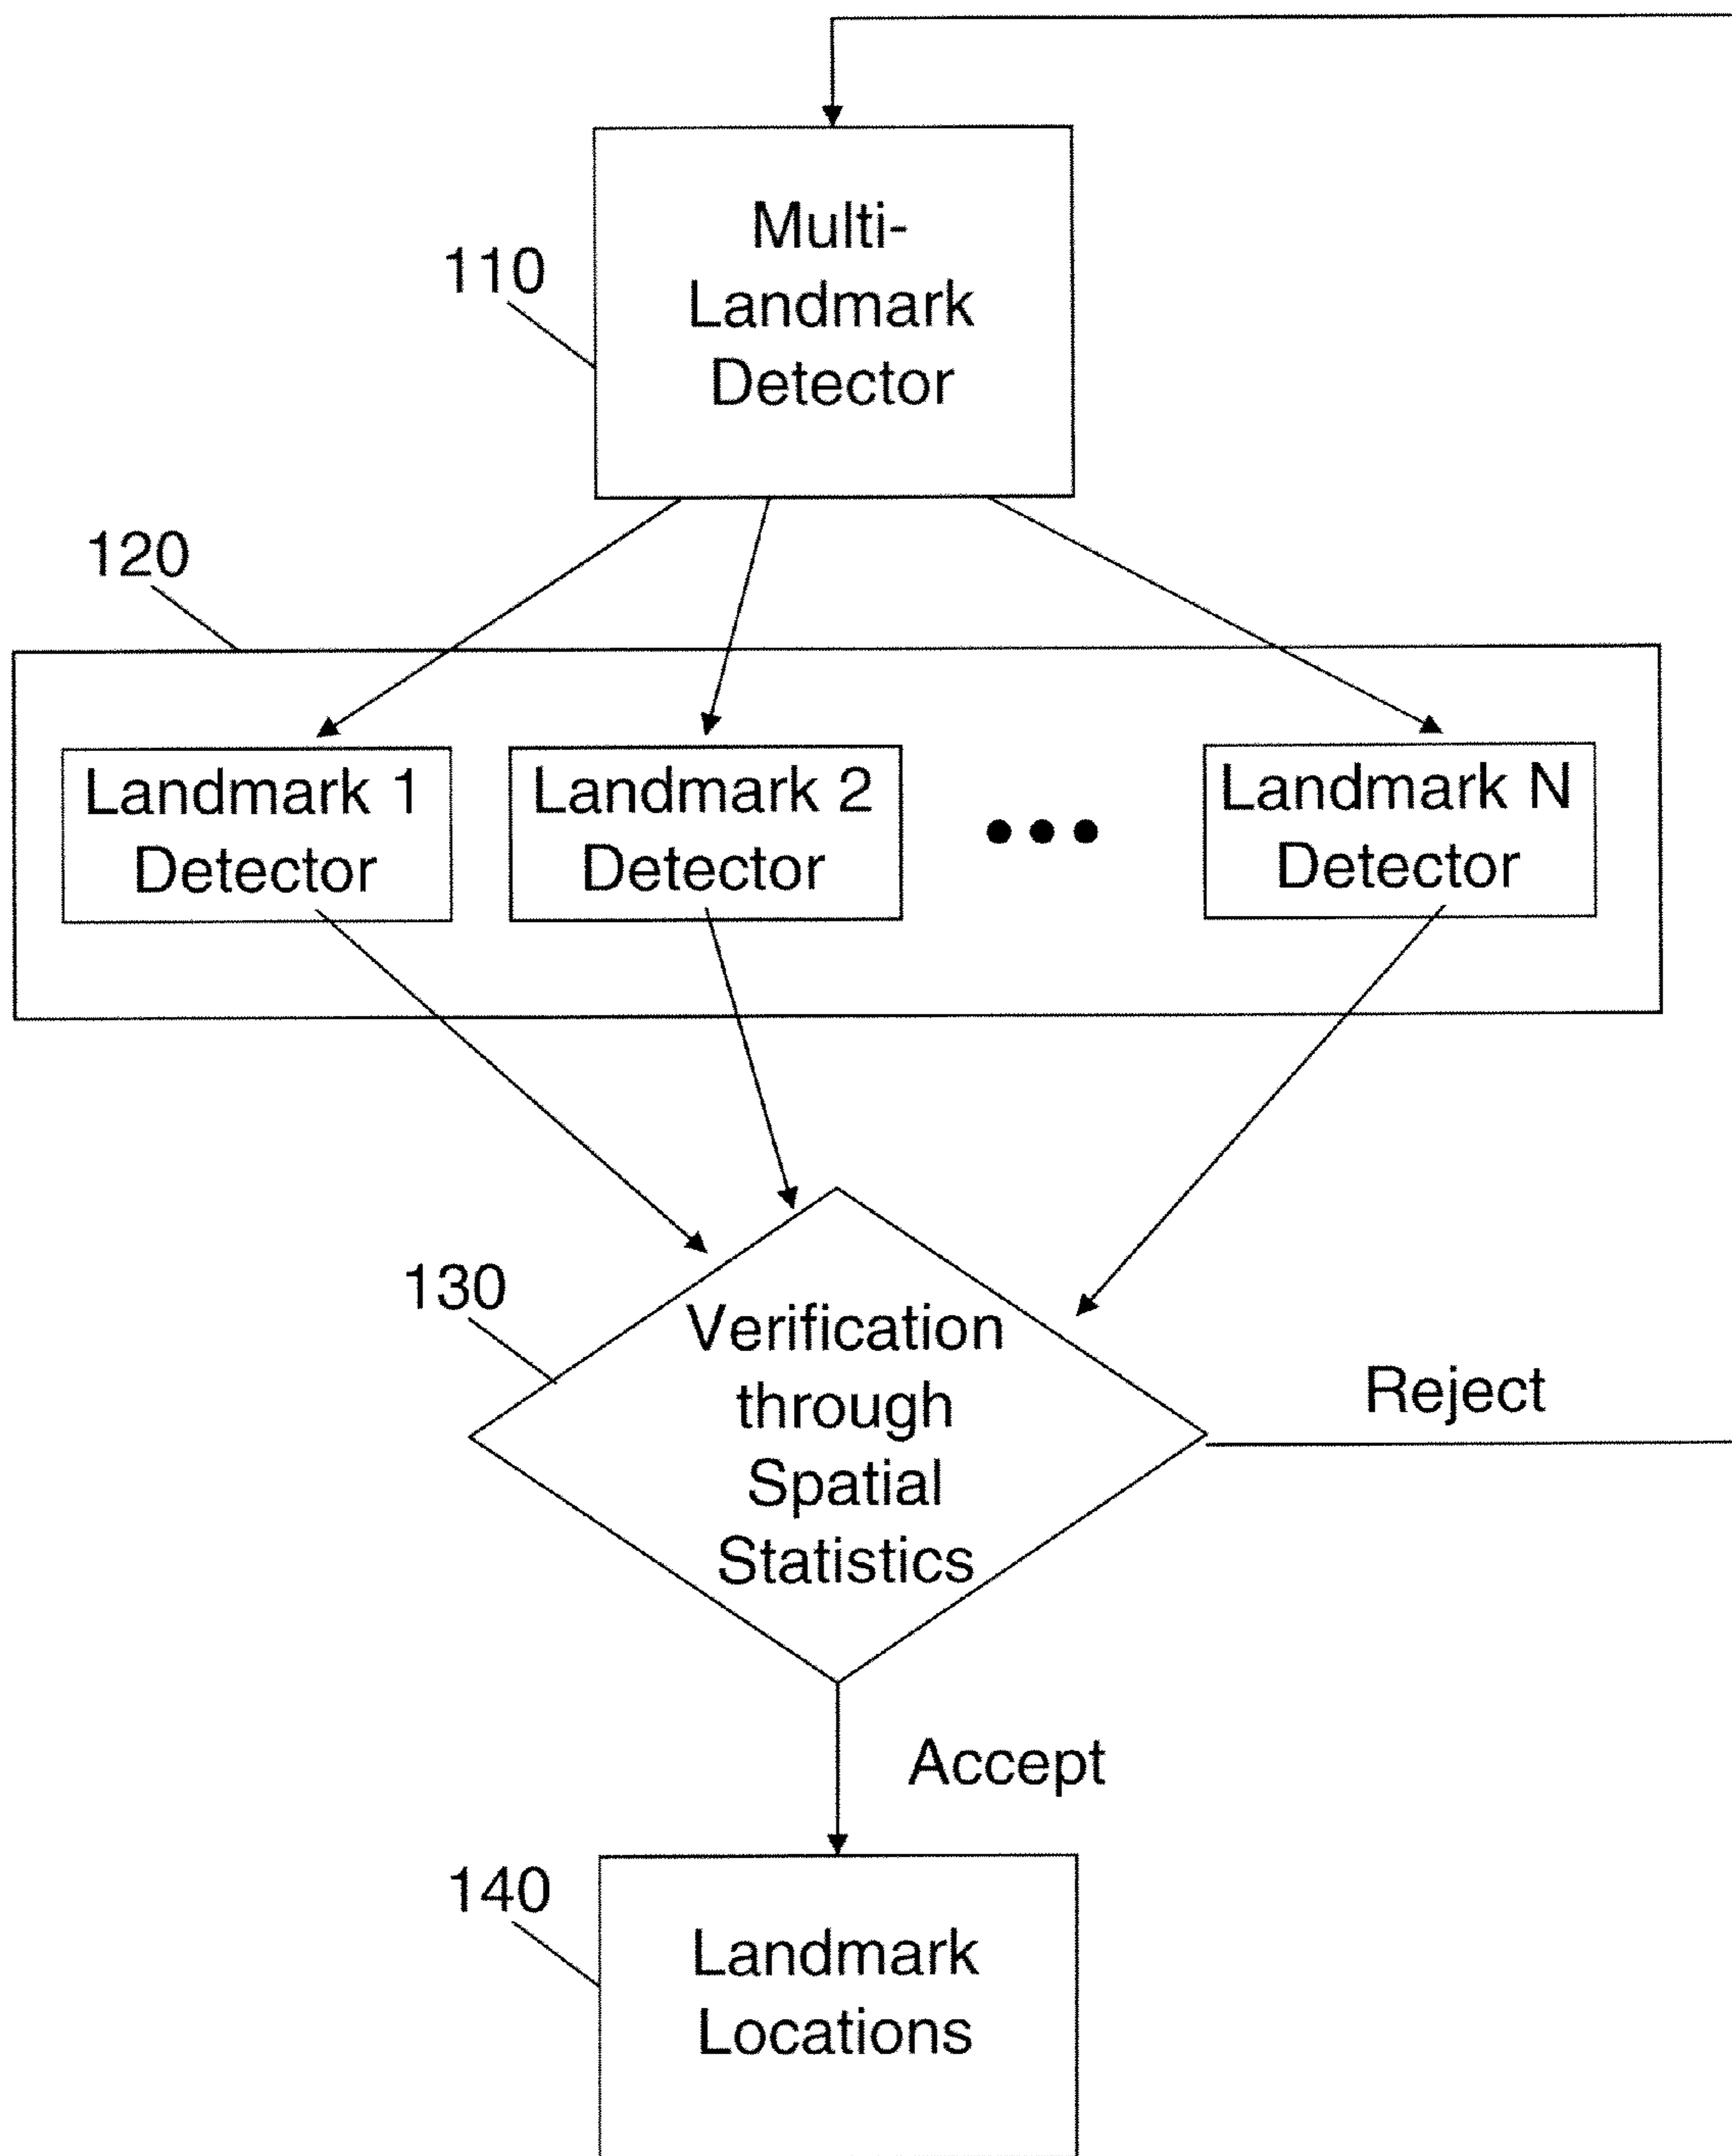 Multi-
Landmark
Detector
110
120
Landmark 1
Detector
Landmark 2
Detector
Landmark N
Detector
130
Verification
through
Spatial
Statistics
Reject
Accept
140
Landmark
Locations